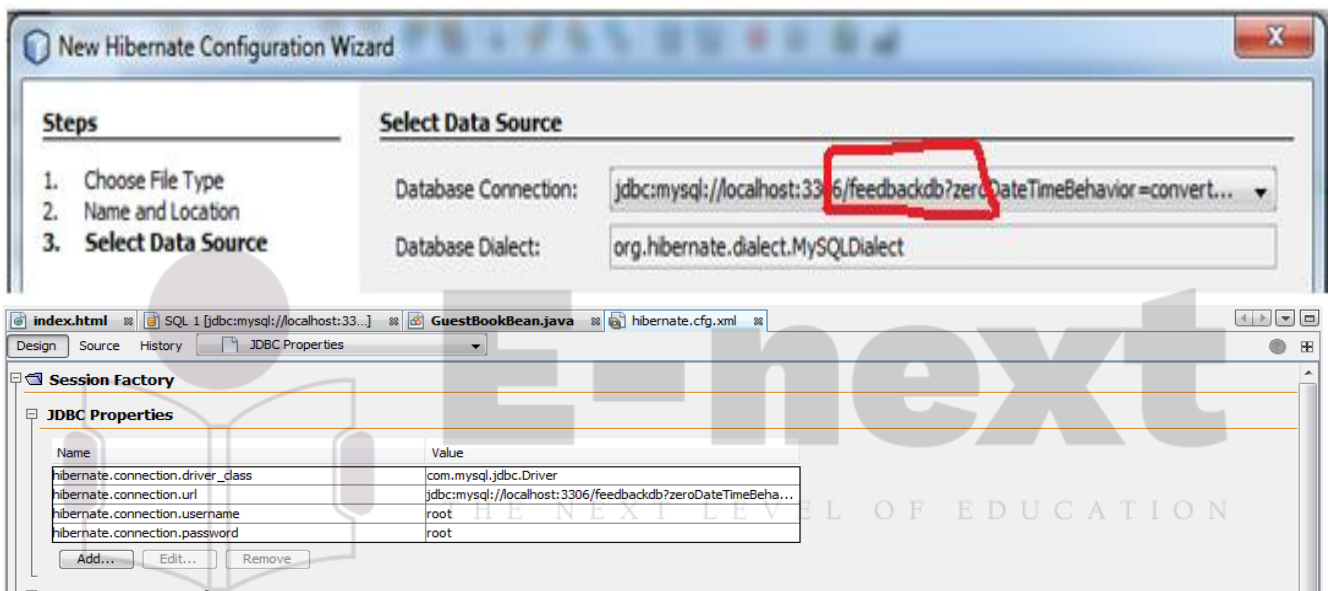 New Hibernate Configuration Wizard
Steps
1. Choose File Type
2. Name and Location
3. Select Data Source
Select Data Source
Database Connection: jdbc:mysql://localhost:3306/feedbackdb?zeroDateTimeBehavior=convert...
Database Dialect: org.hibernate.dialect.MySQLDialect
index.html SQL 1 [jdbc:mysql://localhost:33...] GuestBookBean.java hibernate.cfg.xml
Design Source History JDBC Properties
Session Factory
JDBC Properties
Name Value
hibernate.connection.driver_class com.mysql.jdbc.Driver
hibernate.connection.url jdbc:mysql://localhost:3306/feedbackdb?zeroDateTimeBeha...
hibernate.connection.username root
hibernate.connection.password root
Add... Edit... Remove
E-next
THE NEXT LEVEL OF EDUCATION